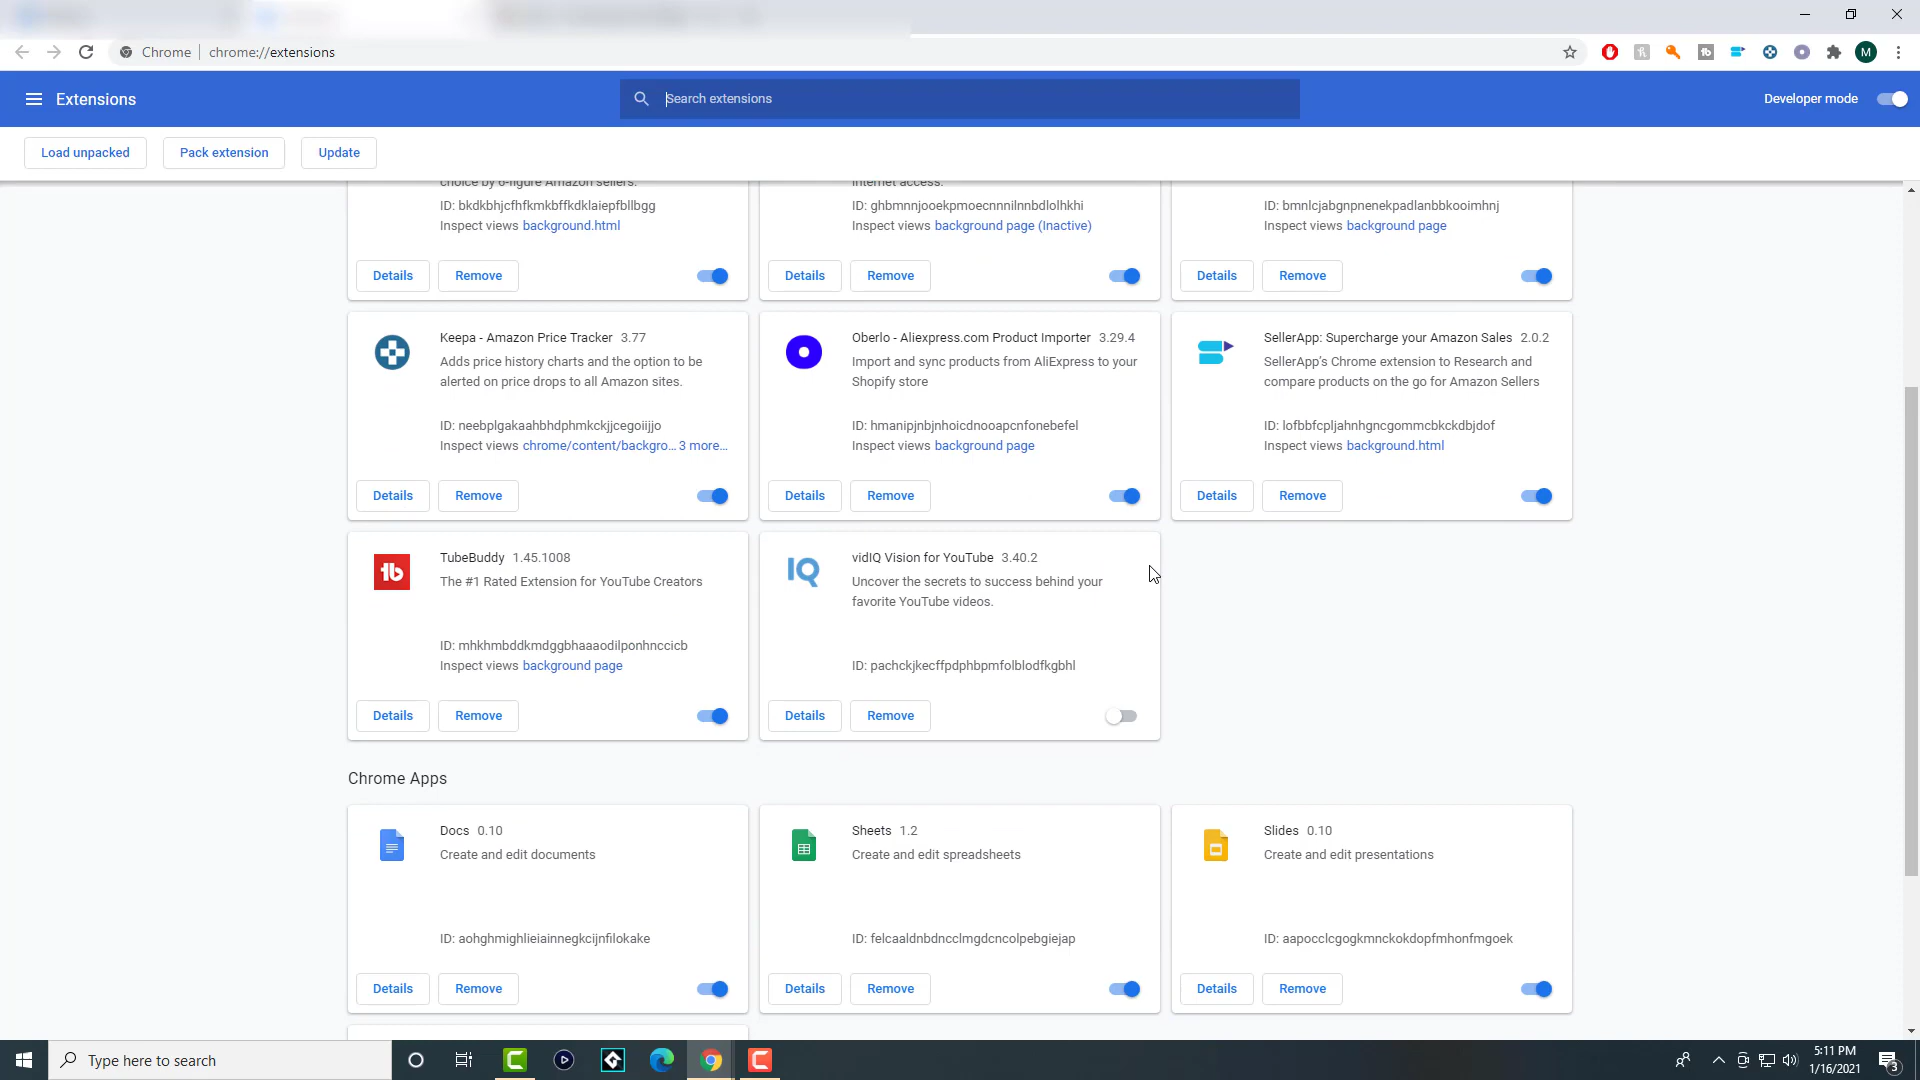 Chrome
chrome://extensions
M
Extensions
Search extensions
Developer mode
Load unpacked
Pack extension
Update
choice by 6-figure Amazon sellers.
ID: bkdkbhjcfhfkmkbffkdklaiepfbllbgg
Inspect views background.html
Details
Remove
internet access.
ID: ghbmnnjooekpmoecnnnilnnbdlolhkhi
Inspect views background page (Inactive)
Details
Remove
ID: bmnlcjabgnpnenekpadlanbbkooimhnj
Inspect views background page
Details
Remove
Keepa - Amazon Price Tracker 3.77
Adds price history charts and the option to be
alerted on price drops to all Amazon sites.
ID: neebplgakaahbhdphmkckjjcegoiijjo
Inspect views chrome/content/backgro... 3 more...
Details
Remove
Oberlo - Aliexpress.com Product Importer 3.29.4
Import and sync products from AliExpress to your
Shopify store
ID: hmanipjnbjnhoicdnooapcnfonebefel
Inspect views background page
Details
Remove
SellerApp: Supercharge your Amazon Sales 2.0.2
SellerApp's Chrome extension to Research and
compare products on the go for Amazon Sellers
ID: lofbbfcpljahnhgncgommcbkckdbjdof
Inspect views background.html
Details
Remove
tb
TubeBuddy 1.45.1008
The #1 Rated Extension for YouTube Creators
ID: mhkhmbddkmdggbhaaaodilponhnccicb
Inspect views background page
Details
Remove
IQ
vidIQ Vision for YouTube 3.40.2
Uncover the secrets to success behind your
favorite YouTube videos.
ID: pachckjkecffpdphbpmfolblodfkgbhl
Details
Remove
Chrome Apps
Docs 0.10
Create and edit documents
ID: aohghmighlieiainnegkcijnfilokake
Details
Remove
Sheets 1.2
Create and edit spreadsheets
ID: felcaaldnbdncclmgdcncolpebgiejap
Details
Remove
Slides 0.10
Create and edit presentations
ID: aapocclcgogkmnckokdopfmhonfmgoek
Details
Remove
Type here to search
5:11 PM
1/16/2021
3